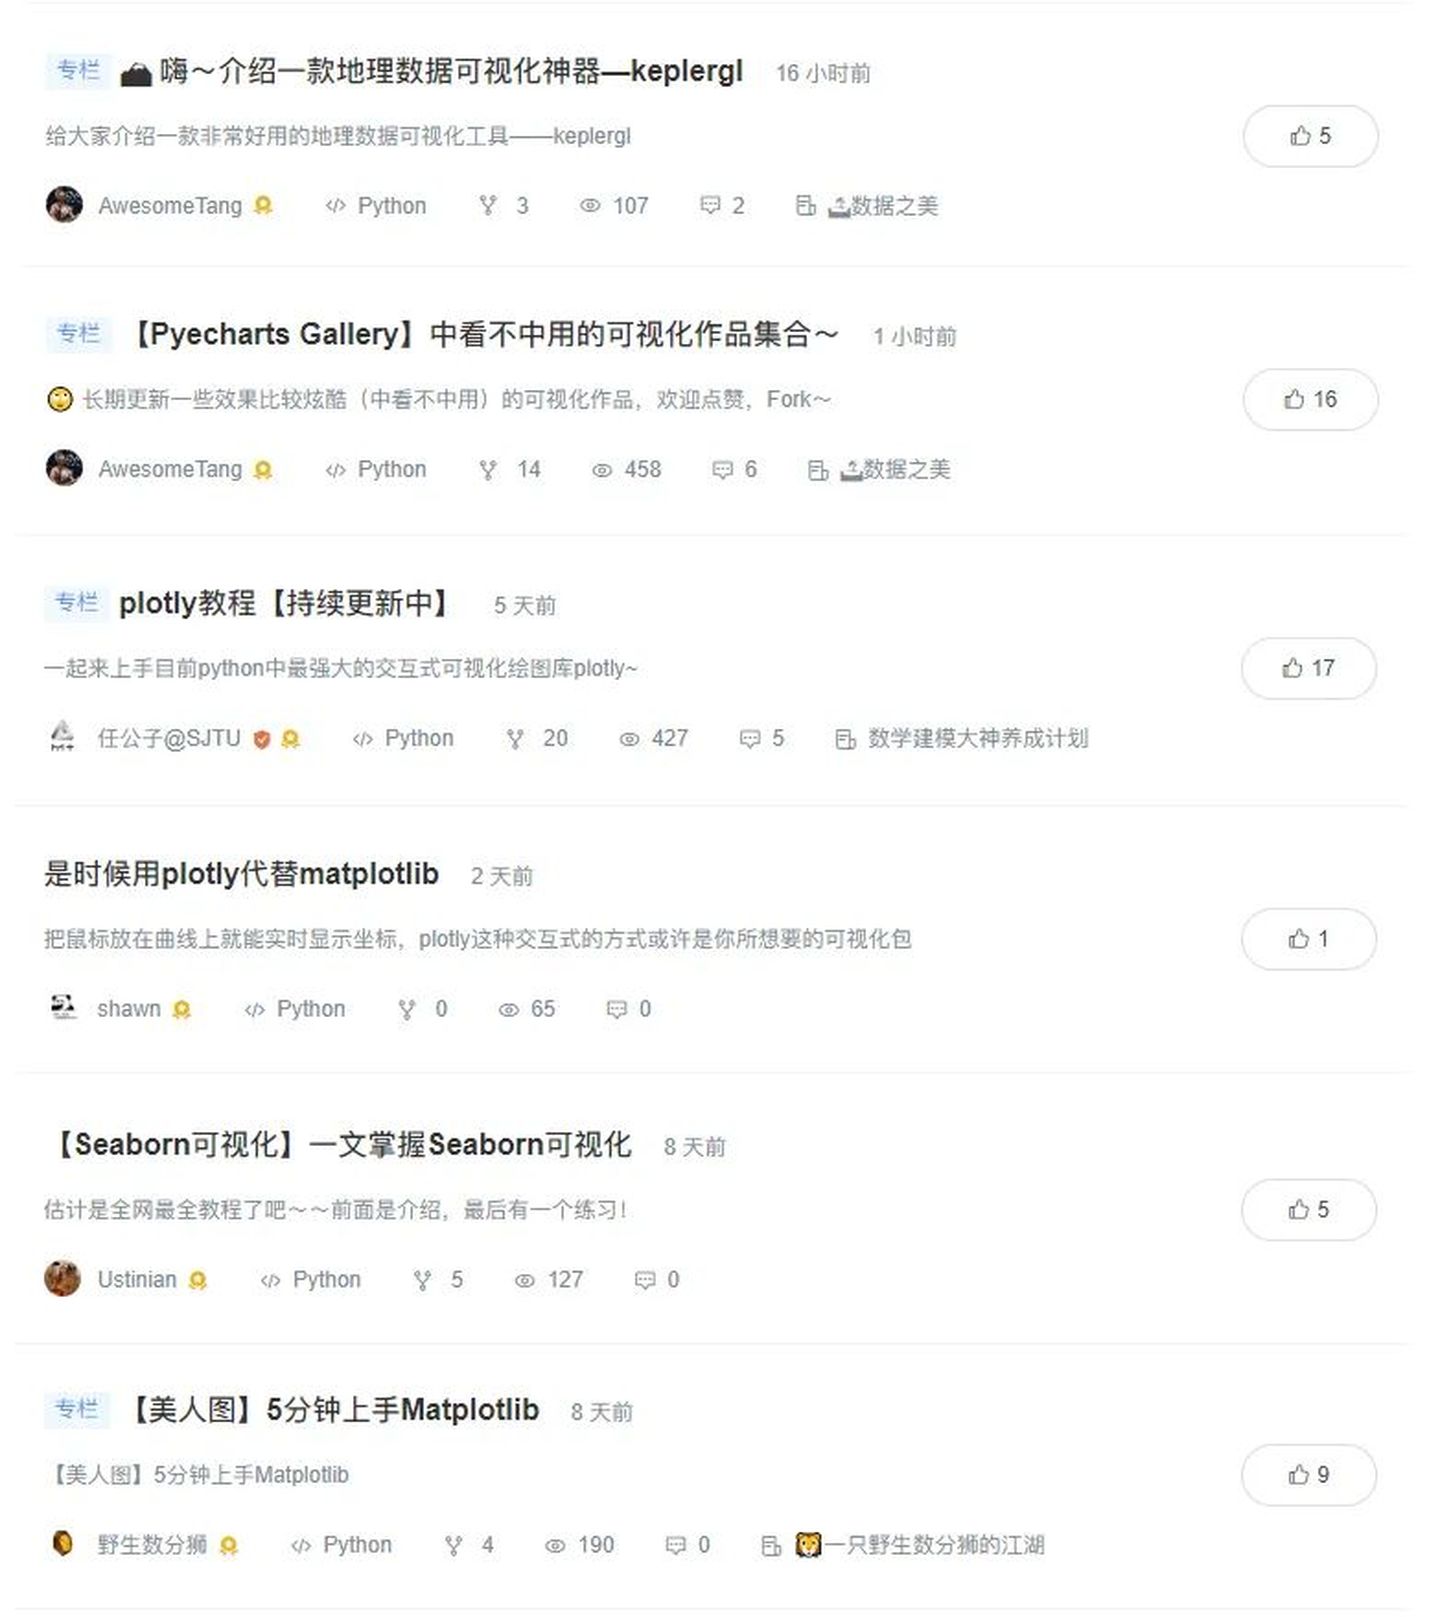 专栏 嗨～介绍一款地理数据可视化神器—keplergl 16 小时前
给大家介绍一款非常好用的地理数据可视化工具——keplergl
5
AwesomeTang Python 3 107 2 数据之美
专栏 【Pyecharts Gallery】中看不中用的可视化作品集合～ 1 小时前
长期更新一些效果比较炫酷（中看不中用）的可视化作品，欢迎点赞，Fork～
16
AwesomeTang Python 14 458 6 数据之美
专栏 plotly教程【持续更新中】 5 天前
一起来上手目前python中最强大的交互式可视化绘图库plotly~
17
任公子@SJTU Python 20 427 5 数学建模大神养成计划
是时候用plotly代替matplotlib 2 天前
把鼠标放在曲线上就能实时显示坐标，plotly这种交互式的方式或许是你所想要的可视化包
1
shawn Python 0 65 0
【Seaborn可视化】一文掌握Seaborn可视化 8 天前
估计是全网最全教程了吧～～前面是介绍，最后有一个练习！
5
Ustinian Python 5 127 0
专栏 【美人图】5分钟上手Matplotlib 8 天前
【美人图】5分钟上手Matplotlib
9
野生数分狮 Python 4 190 0 一只野生数分狮的江湖